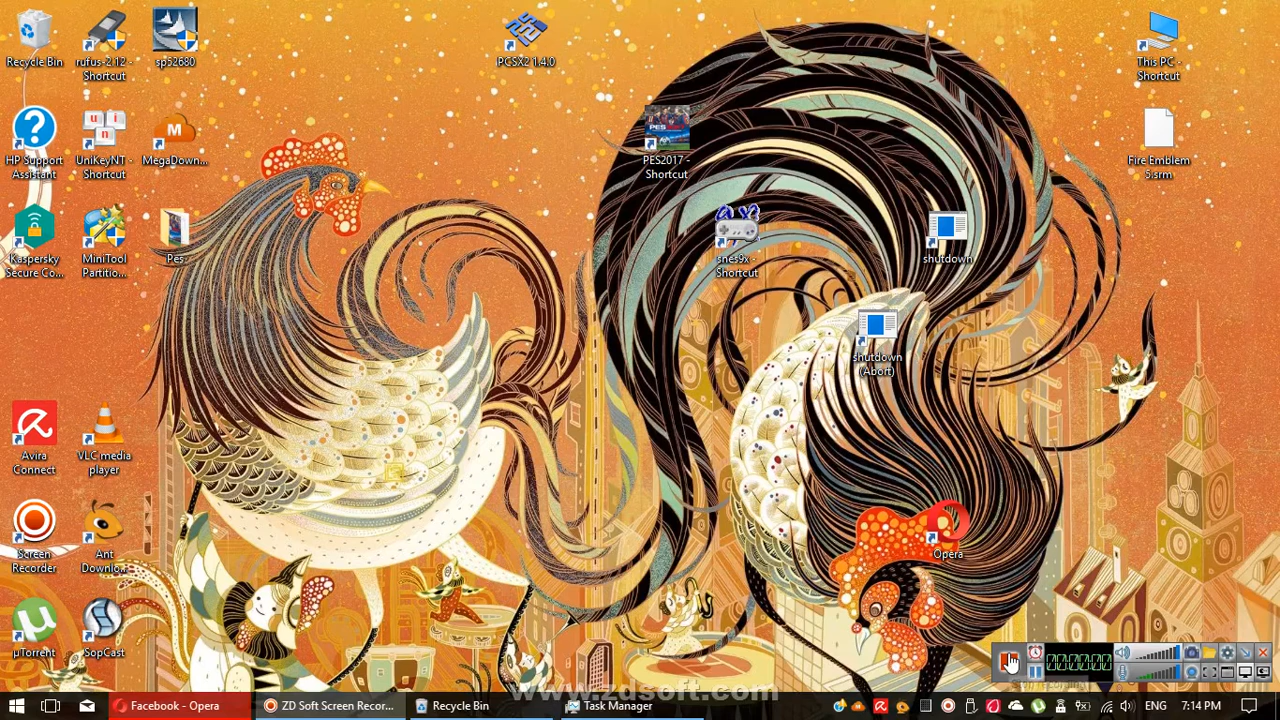 Recycle Bin
rufus-2.12 -
Shortcut
sp52680
PCSX2 1.4.0
This PC -
Shortcut
HP Support
Assistant
UniKeyNT -
Shortcut
MegaDown...
PES2017 -
Shortcut
Fire Emblem
5.srm
Kaspersky
Secure Co...
MiniTool
Partitio...
Pes
snes9x -
Shortcut
shutdown
shutdown
(Abort)
Avira
Connect
VLC media
player
Screen
Recorder
Ant
Downlo...
Opera
µTorrent
SopCast
00:00:00
www.zdsoft.com
Facebook - Opera
ZD Soft Screen Recor...
Recycle Bin
Task Manager
ENG
7:14 PM